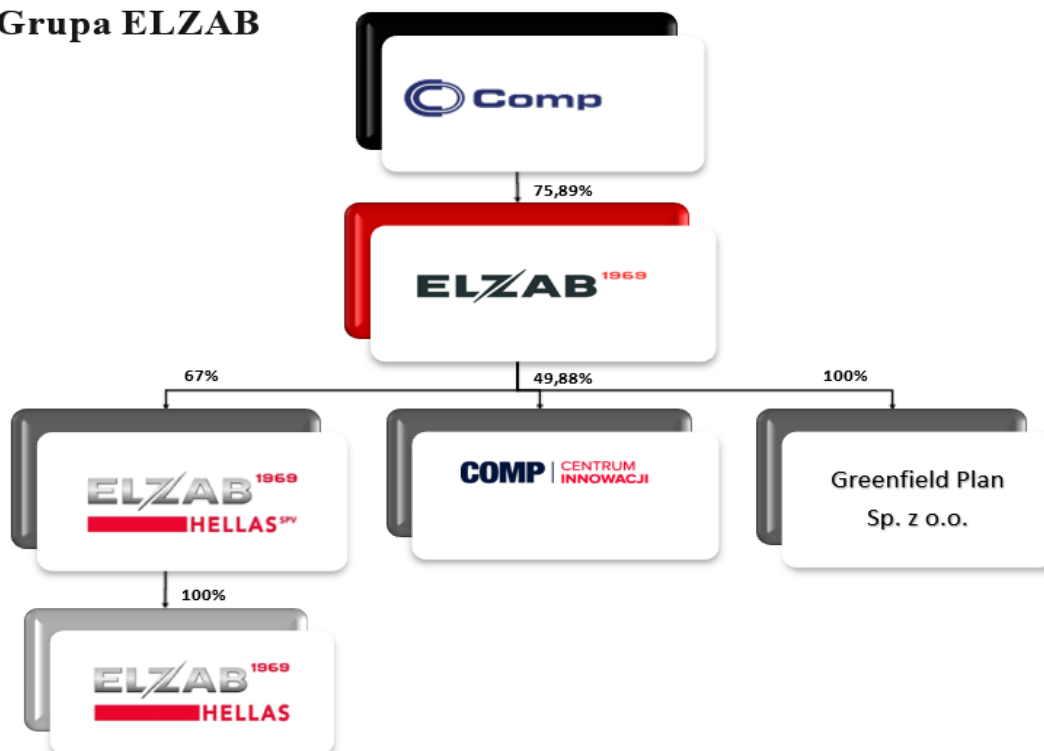 Grupa ELZAB
Comp
75,89%
ELZAB 1969
67%
49,88%
100%
ELZAB 1969
HELLAS SPV
COMP | CENTRUM
INNOWACJI
Greenfield Plan
Sp. z o.o.
100%
ELZAB 1969
HELLAS